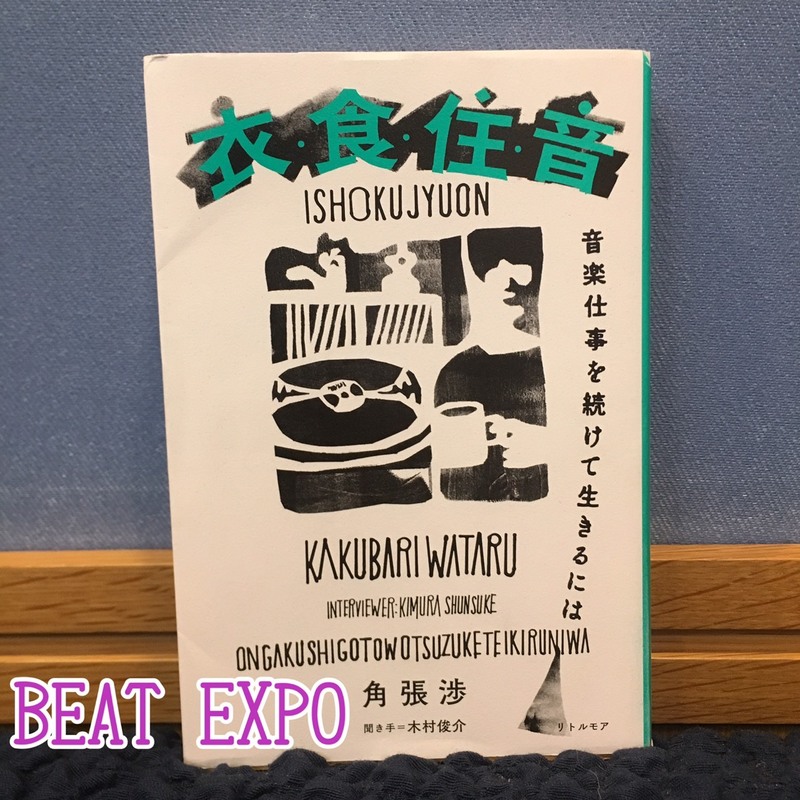 衣・食・住・音
ISHOKUJYUON
音楽仕事を続けて生きるには
KAKUBARI WATARU
INTERVIEWER:KIMURA SHUNSUKE
ONGAKUSHIGOTOWOTSUZUKETEIKIRUNIWA
角張渉
聞き手=木村俊介
リトルモア
BEAT EXPO